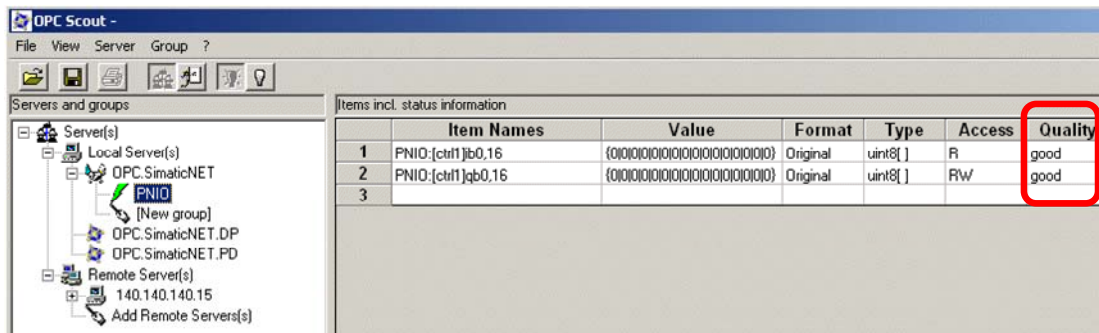 OPC Scout -
File View Server Group ?
Servers and groups
Items incl. status information
Server(s)
Local Server(s)
OPC.SimaticNET
PNIO
[New group]
OPC.SimaticNET.DP
OPC.SimaticNET.PD
Remote Server(s)
140.140.140.15
Add Remote Servers(s)
Item Names Value Format Type Access Quality
1 PNIO:[ctrl1]ib0,16 {0|0|0|0|0|0|0|0|0|0|0|0|0|0|0|0} Original uint8[ ] R good
2 PNIO:[ctrl1]qb0,16 {0|0|0|0|0|0|0|0|0|0|0|0|0|0|0|0} Original uint8[ ] RW good
3